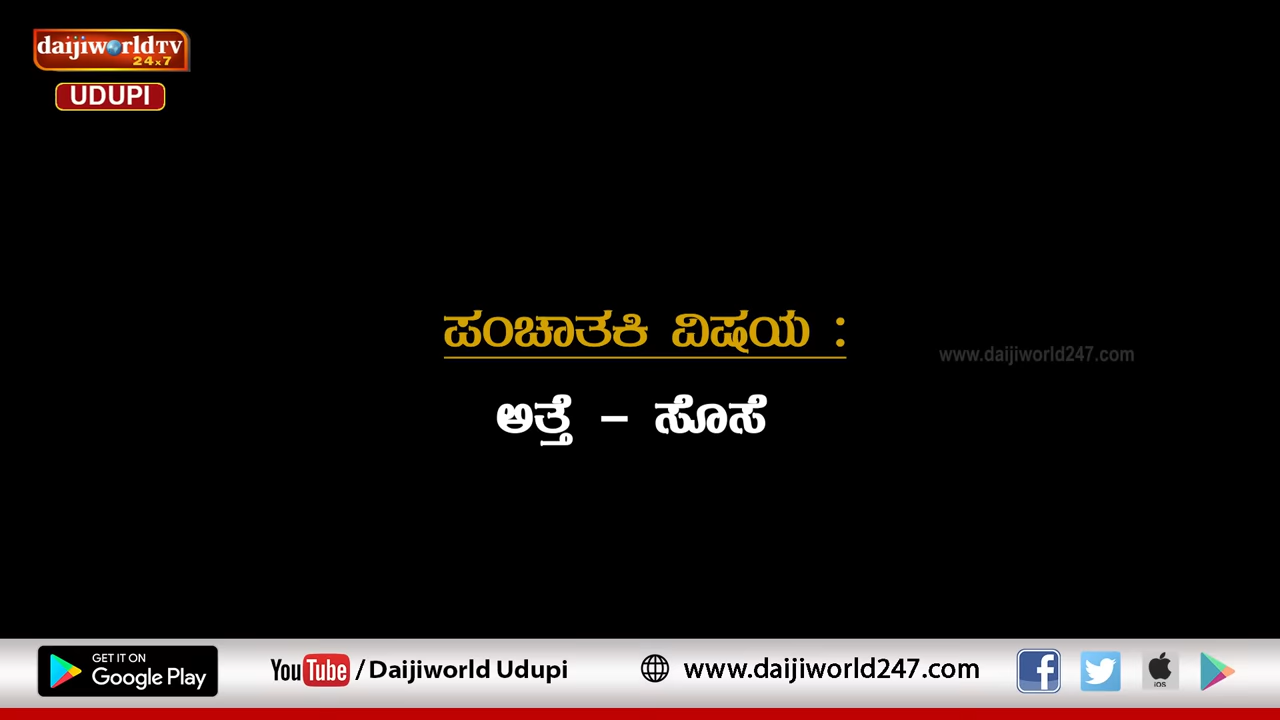 daijiworldTV
24x7
UDUPI
ಪಂಚಾತಕಿ ವಿಷಯ :
www.daijiworld247.com
ಅತ್ತೆ – ಸೊಸೆ
GET IT ON
Google Play
YouTube / Daijiworld Udupi
www.daijiworld247.com
iOS